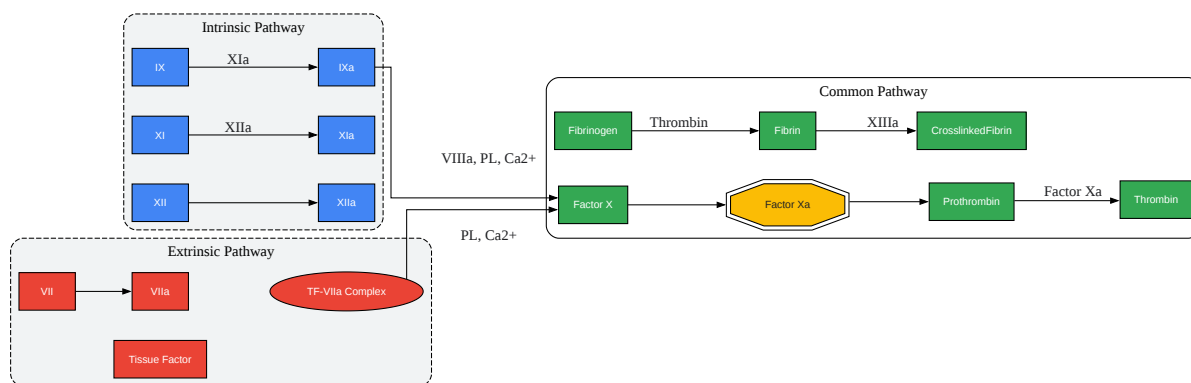 Intrinsic Pathway
IX
XIa
IXa
XI
XIIa
XIa
XII
XIIa
Extrinsic Pathway
VII
VIIa
TF-VIIa Complex
Tissue Factor
VIIIa, PL, Ca2+
PL, Ca2+
Common Pathway
Fibrinogen
Thrombin
Fibrin
XIIIa
CrosslinkedFibrin
Factor X
Factor Xa
Prothrombin
Factor Xa
Thrombin